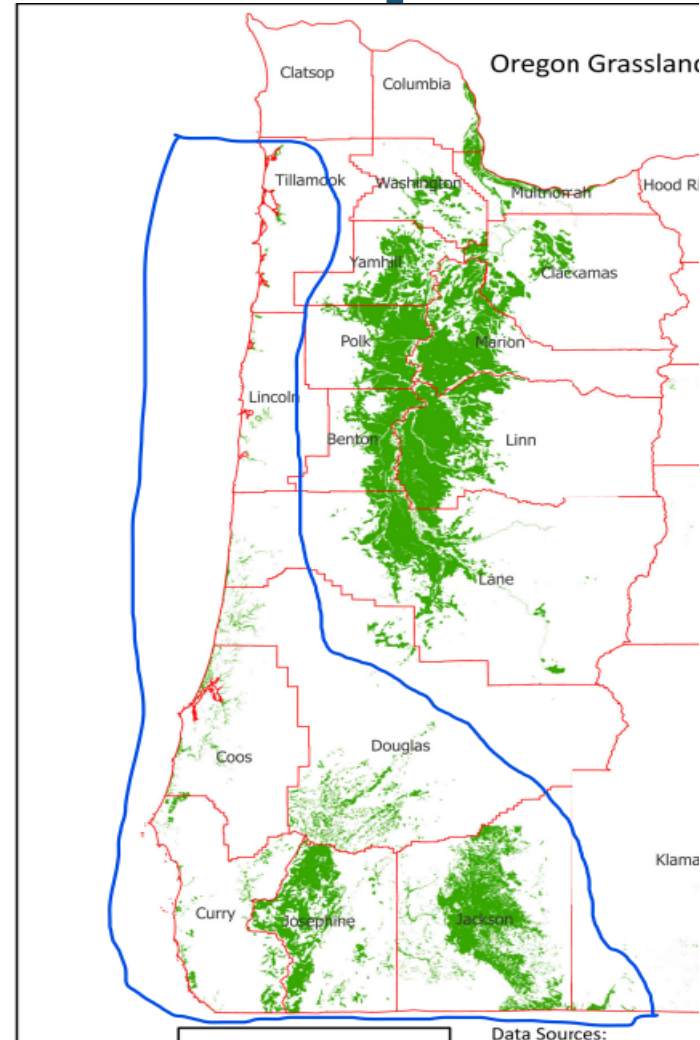 Oregon Grassland
Clatsop
Columbia
Tillamook
Washington
Multnomah
Hood Ri
Yamhill
Clackamas
Polk
Marion
Lincoln
Benton
Linn
Lane
Douglas
Coos
Klama
Curry
Josephine
Jackson
Data Sources: